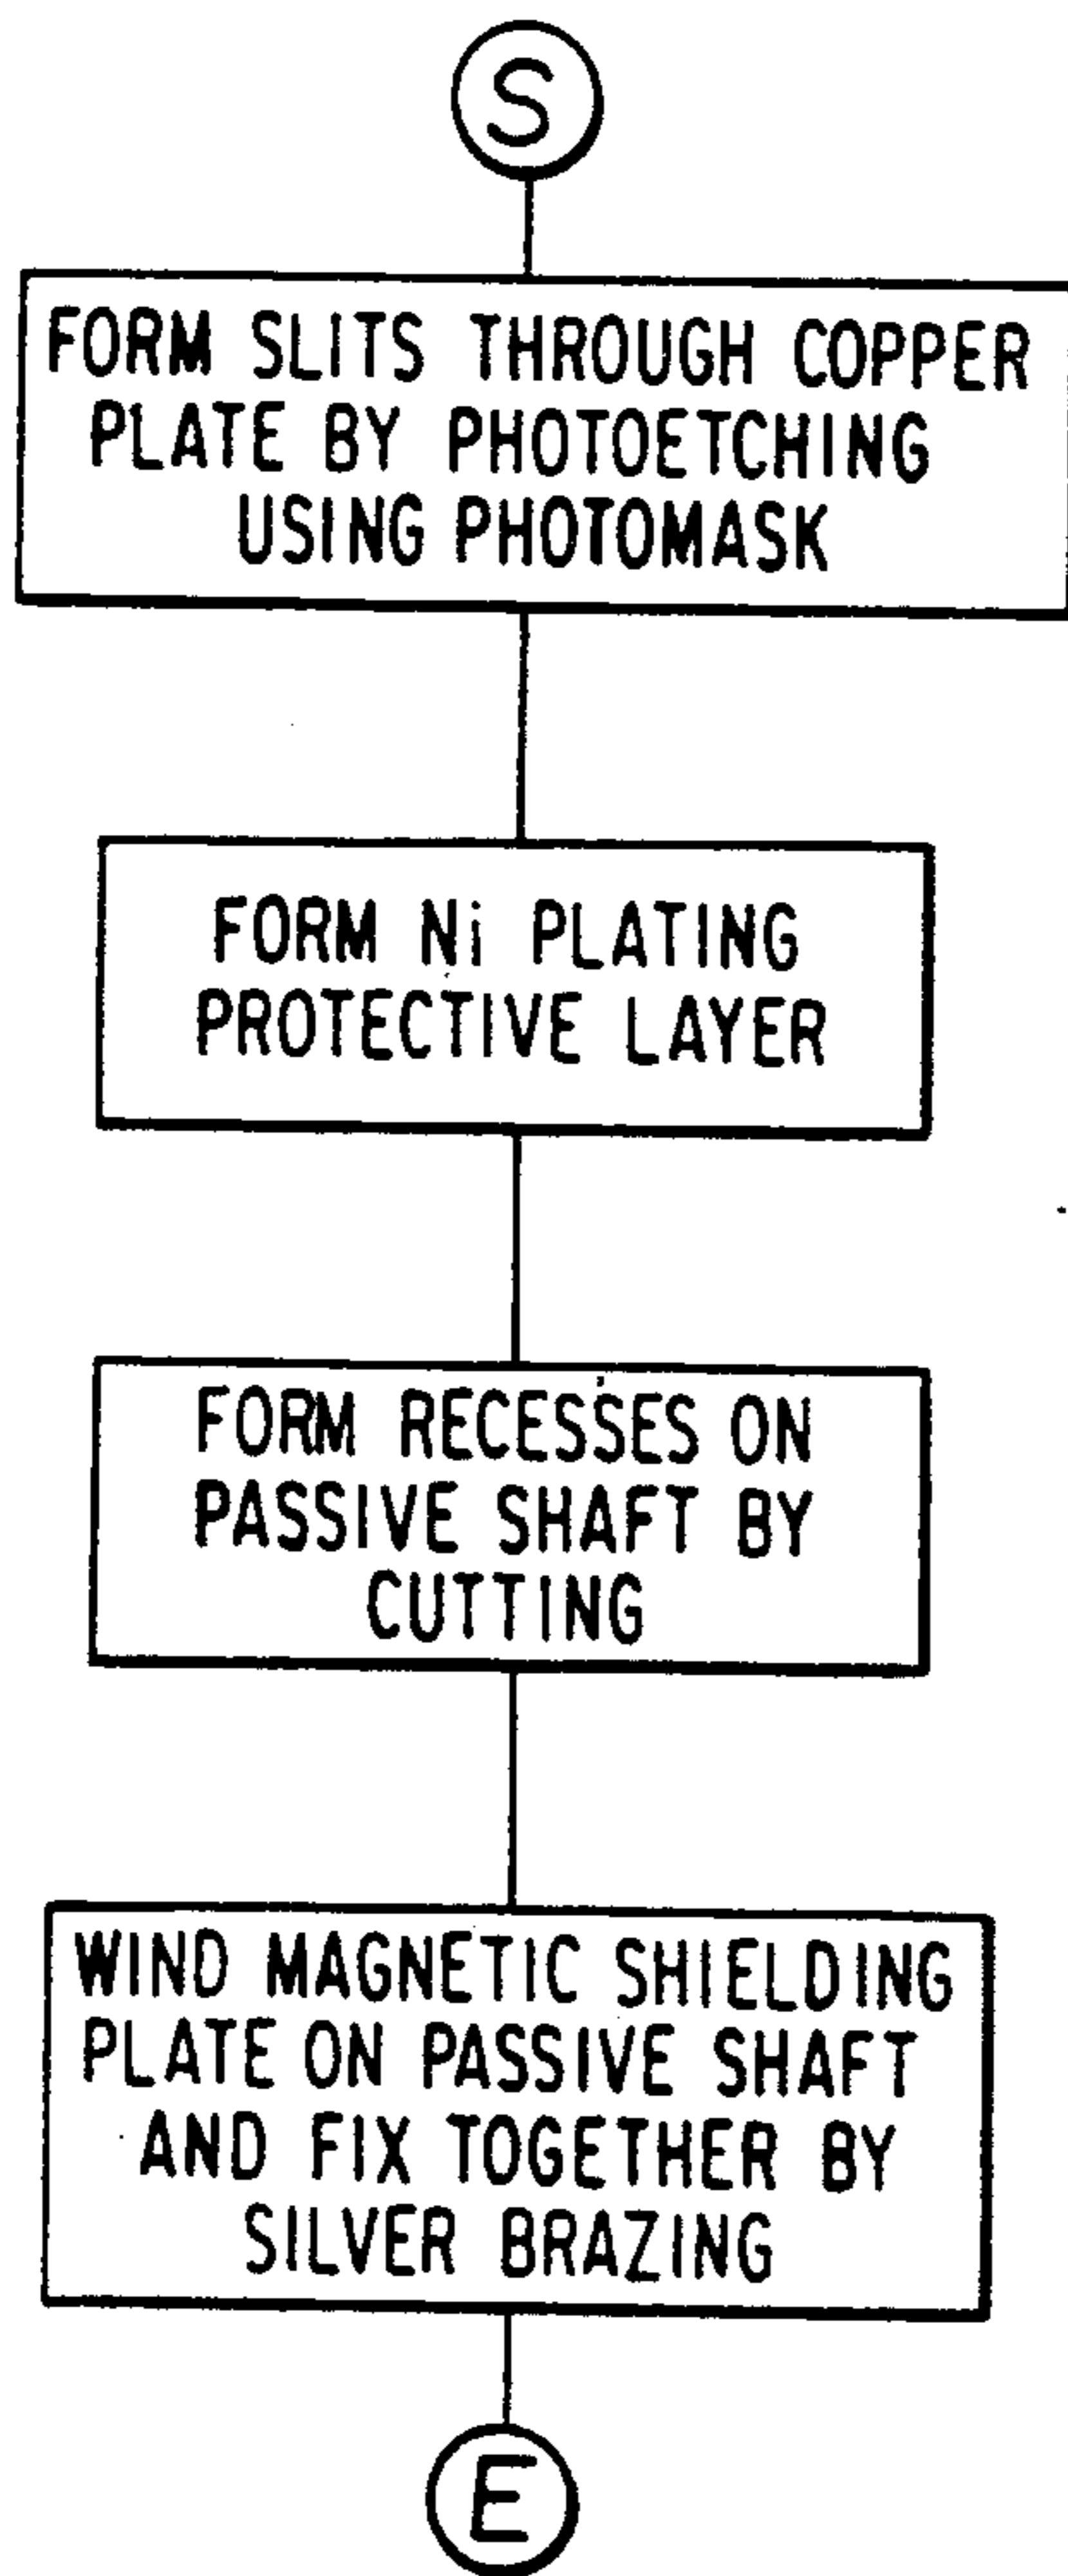 S
FORM SLITS THROUGH COPPER
PLATE BY PHOTOETCHING
USING PHOTOMASK
FORM Ni PLATING
PROTECTIVE LAYER
FORM RECESSES ON
PASSIVE SHAFT BY
CUTTING
WIND MAGNETIC SHIELDING
PLATE ON PASSIVE SHAFT
AND FIX TOGETHER BY
SILVER BRAZING
E